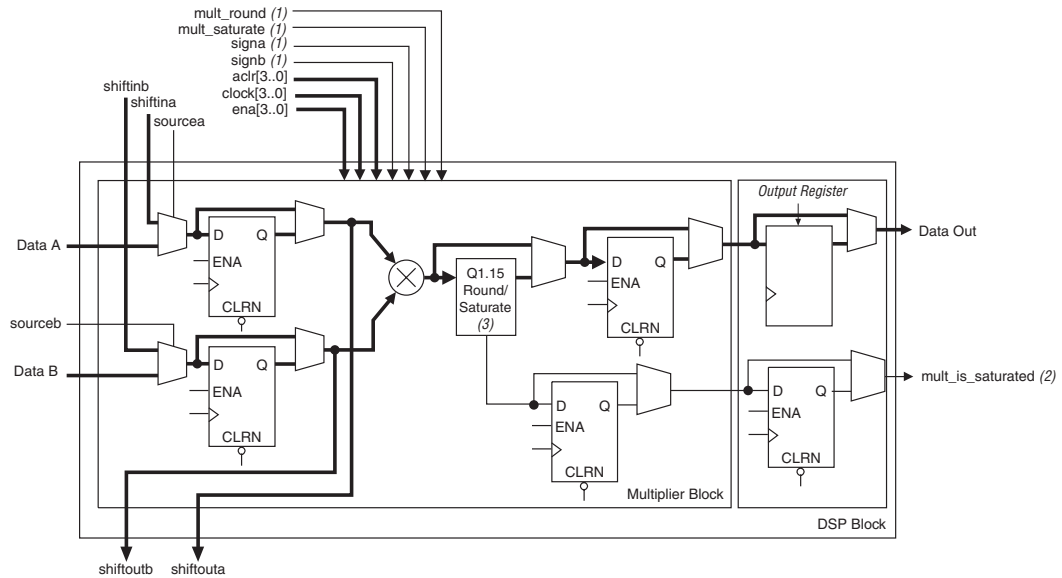 mult_round (1)
mult_saturate (1)
signa (1)
signb (1)
aclr[3..0]
clock[3..0]
ena[3..0]
shiftinb
shiftina
sourcea
Output Register
Data A
D Q
ENA
CLRN
Data Out
Q1.15
Round/
Saturate
(3)
D Q
ENA
CLRN
sourceb
Data B
D Q
ENA
CLRN
mult_is_saturated (2)
D Q
ENA
CLRN
D Q
ENA
CLRN
Multiplier Block
DSP Block
shiftoutb
shiftouta